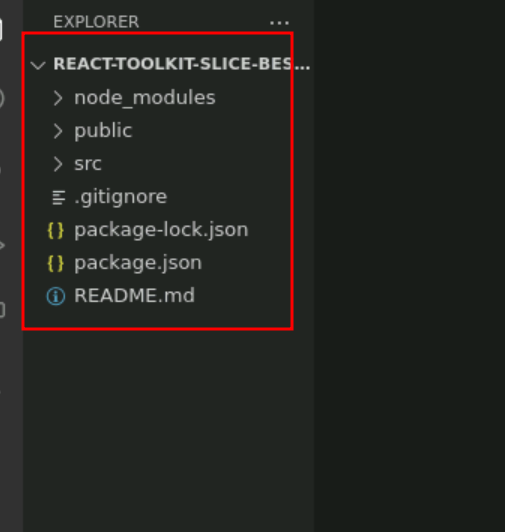 EXPLORER
REACT-TOOLKIT-SLICE-BES...
node_modules
public
src
.gitignore
package-lock.json
package.json
README.md